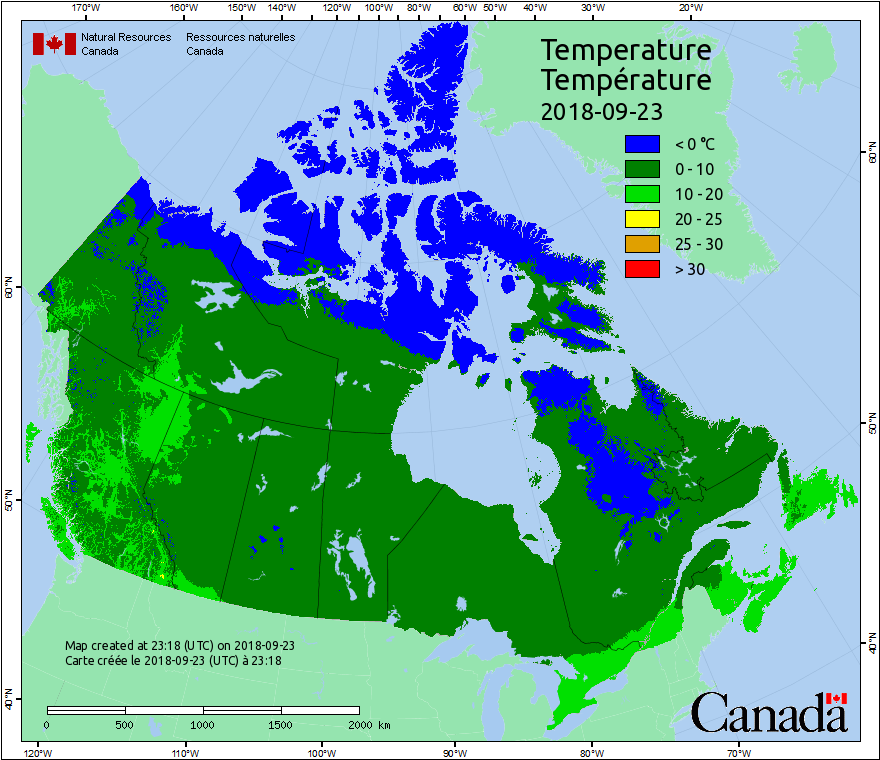 170°W 160°W 150°W 140°W 130°W 120°W 110°W 100°W 90°W 80°W 60°W 50°W 40°W 30°W 20°W
Natural Resources Ressources naturelles
Canada Canada
Temperature
Température
2018-09-23
< 0 °C
0 - 10
10 - 20
20 - 25
25 - 30
> 30
60°N
60°N
50°N
50°N
40°N
40°N
Map created at 23:18 (UTC) on 2018-09-23
Carte créée le 2018-09-23 (UTC) à 23:18
0 500 1000 1500 2000 km
Canada
120°W 110°W 100°W 90°W 80°W 70°W